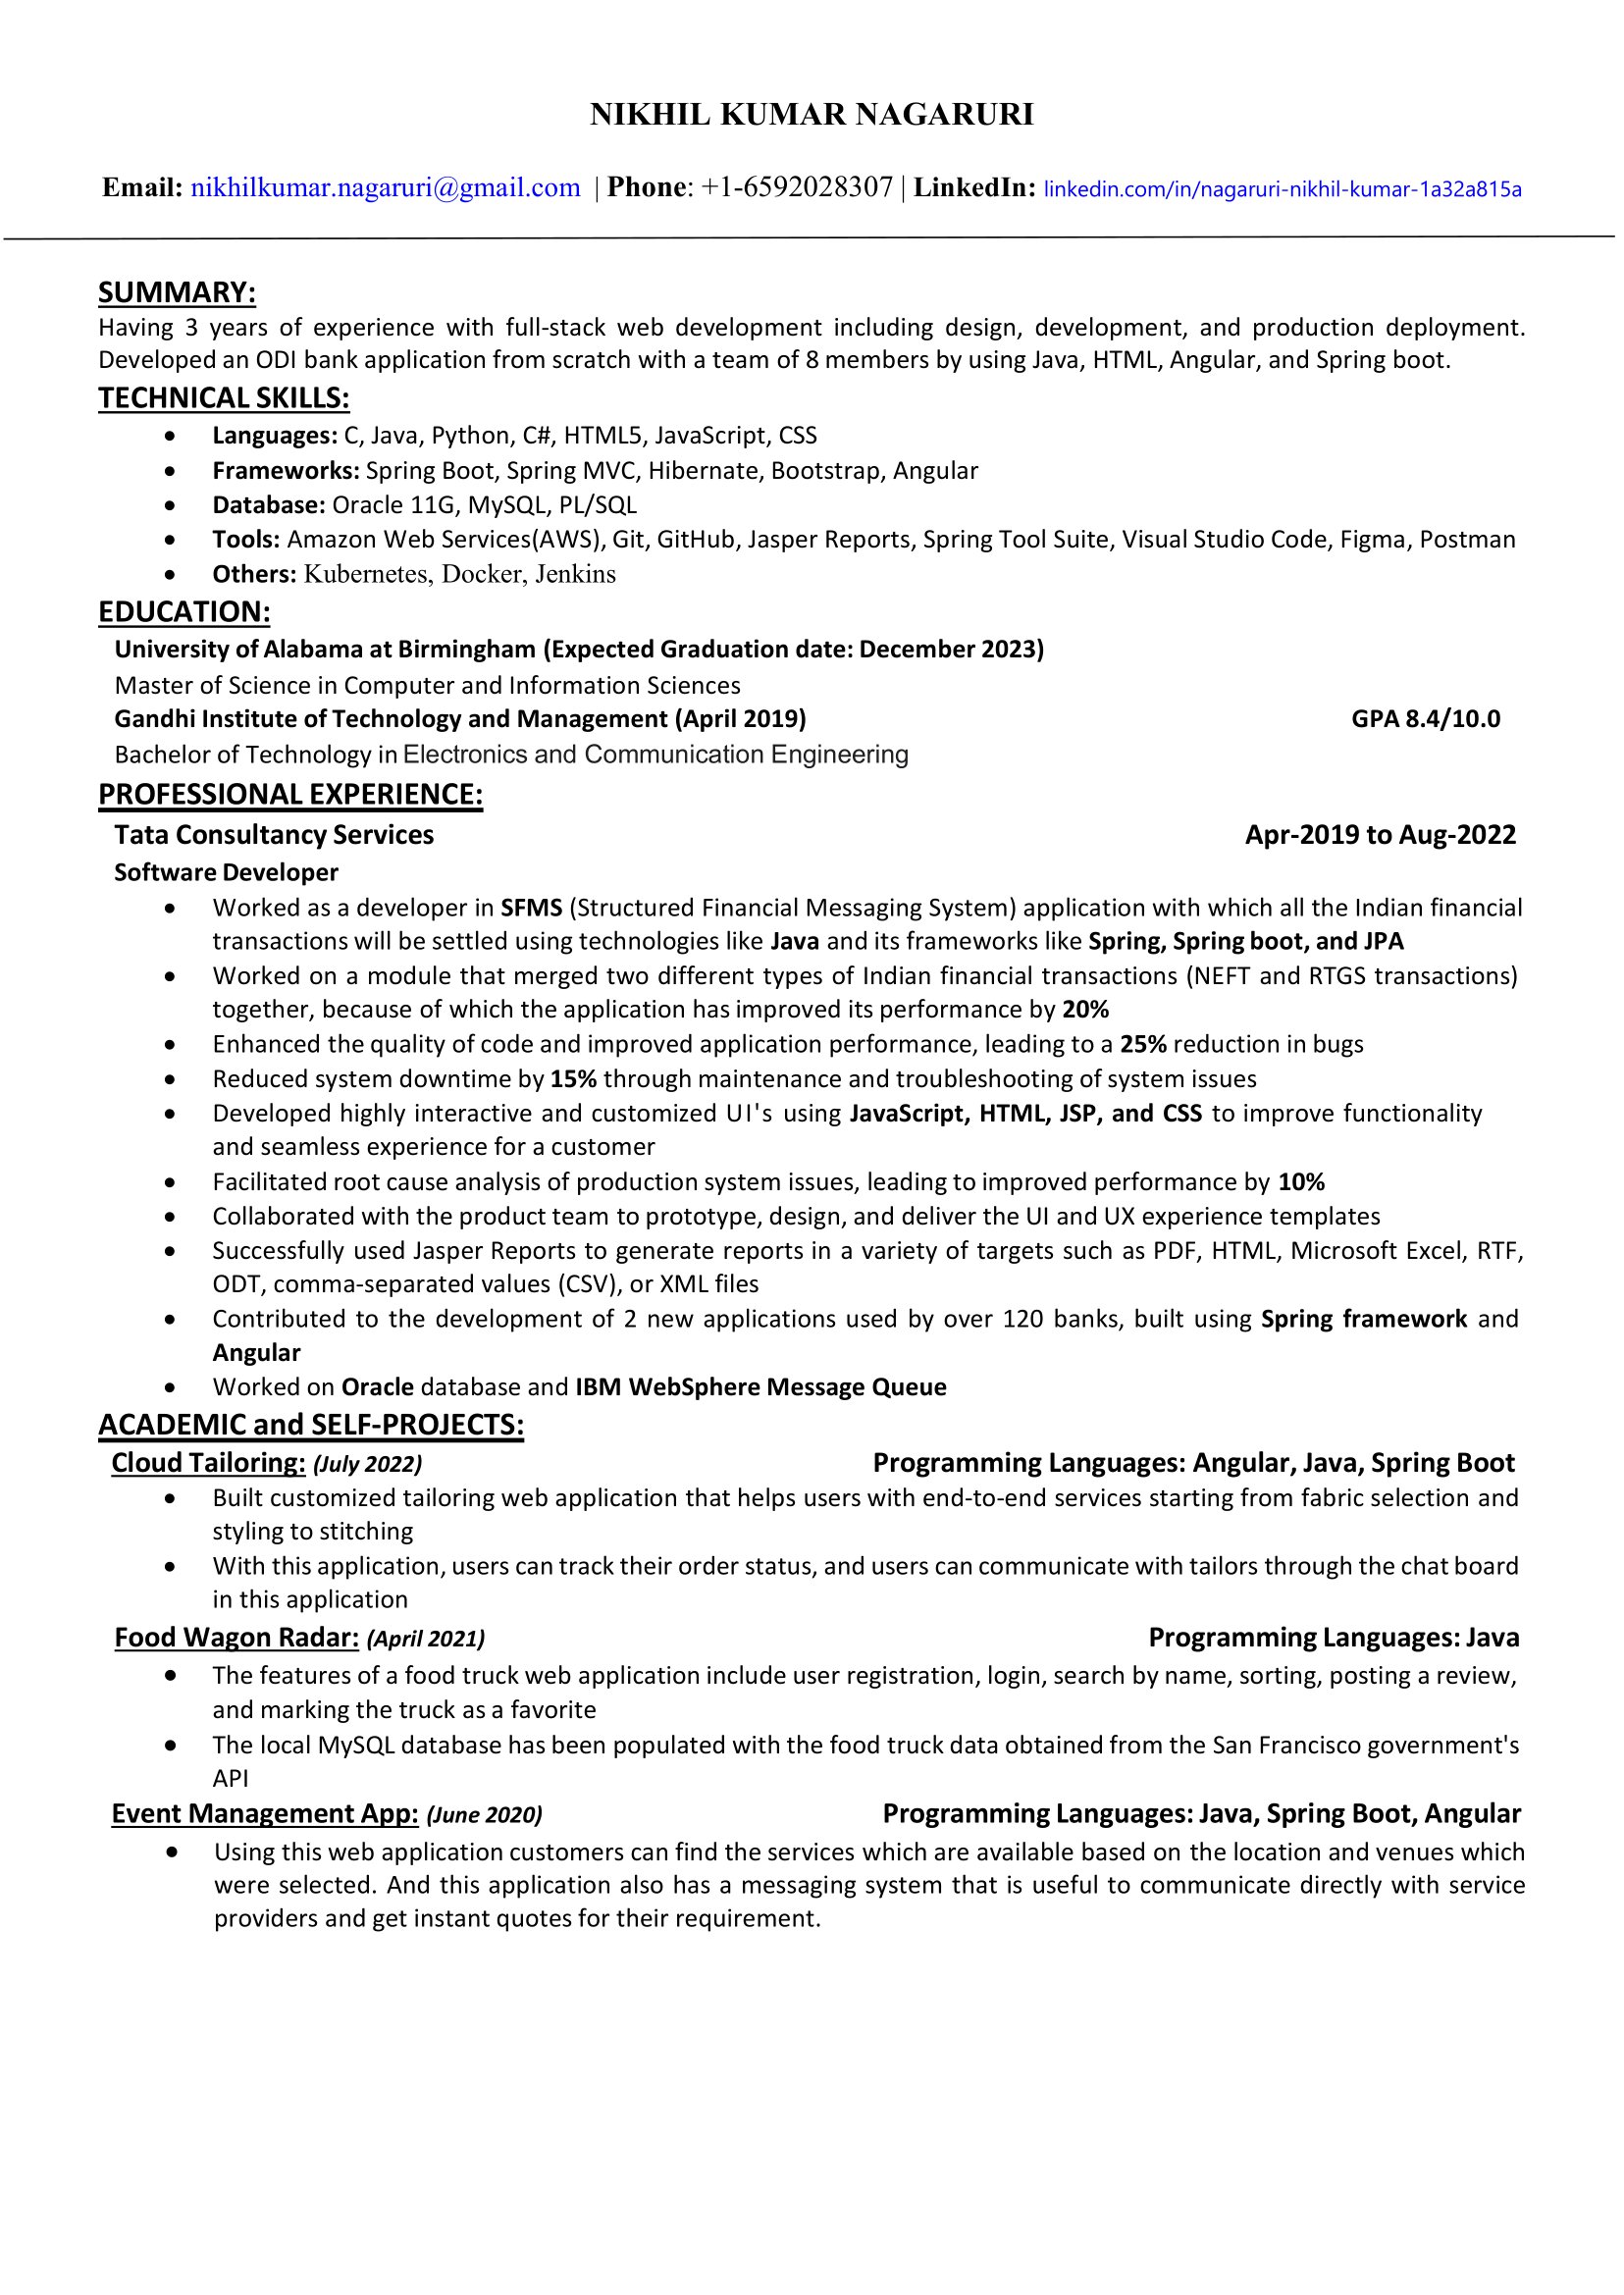 NIKHIL KUMAR NAGARURI
Email: nikhilkumar.nagaruri@gmail.com | Phone: +1-6592028307 | LinkedIn: linkedin.com/in/nagaruri-nikhil-kumar-1a32a815a
SUMMARY:
Having 3 years of experience with full-stack web development including design, development, and production deployment.
Developed an ODI bank application from scratch with a team of 8 members by using Java, HTML, Angular, and Spring boot.
TECHNICAL SKILLS:
• Languages: C, Java, Python, C#, HTML5, JavaScript, CSS
• Frameworks: Spring Boot, Spring MVC, Hibernate, Bootstrap, Angular
• Database: Oracle 11G, MySQL, PL/SQL
• Tools: Amazon Web Services(AWS), Git, GitHub, Jasper Reports, Spring Tool Suite, Visual Studio Code, Figma, Postman
• Others: Kubernetes, Docker, Jenkins
EDUCATION:
University of Alabama at Birmingham (Expected Graduation date: December 2023)
Master of Science in Computer and Information Sciences
Gandhi Institute of Technology and Management (April 2019) GPA 8.4/10.0
Bachelor of Technology in Electronics and Communication Engineering
PROFESSIONAL EXPERIENCE:
Tata Consultancy Services Apr-2019 to Aug-2022
Software Developer
• Worked as a developer in SFMS (Structured Financial Messaging System) application with which all the Indian financial
transactions will be settled using technologies like Java and its frameworks like Spring, Spring boot, and JPA
• Worked on a module that merged two different types of Indian financial transactions (NEFT and RTGS transactions)
together, because of which the application has improved its performance by 20%
• Enhanced the quality of code and improved application performance, leading to a 25% reduction in bugs
• Reduced system downtime by 15% through maintenance and troubleshooting of system issues
• Developed highly interactive and customized UI's using JavaScript, HTML, JSP, and CSS to improve functionality
and seamless experience for a customer
• Facilitated root cause analysis of production system issues, leading to improved performance by 10%
• Collaborated with the product team to prototype, design, and deliver the UI and UX experience templates
• Successfully used Jasper Reports to generate reports in a variety of targets such as PDF, HTML, Microsoft Excel, RTF,
ODT, comma-separated values (CSV), or XML files
• Contributed to the development of 2 new applications used by over 120 banks, built using Spring framework and
Angular
• Worked on Oracle database and IBM WebSphere Message Queue
ACADEMIC and SELF-PROJECTS:
Cloud Tailoring: (July 2022) Programming Languages: Angular, Java, Spring Boot
• Built customized tailoring web application that helps users with end-to-end services starting from fabric selection and
styling to stitching
• With this application, users can track their order status, and users can communicate with tailors through the chat board
in this application
Food Wagon Radar: (April 2021) Programming Languages: Java
• The features of a food truck web application include user registration, login, search by name, sorting, posting a review,
and marking the truck as a favorite
• The local MySQL database has been populated with the food truck data obtained from the San Francisco government's
API
Event Management App: (June 2020) Programming Languages: Java, Spring Boot, Angular
• Using this web application customers can find the services which are available based on the location and venues which
were selected. And this application also has a messaging system that is useful to communicate directly with service
providers and get instant quotes for their requirement.